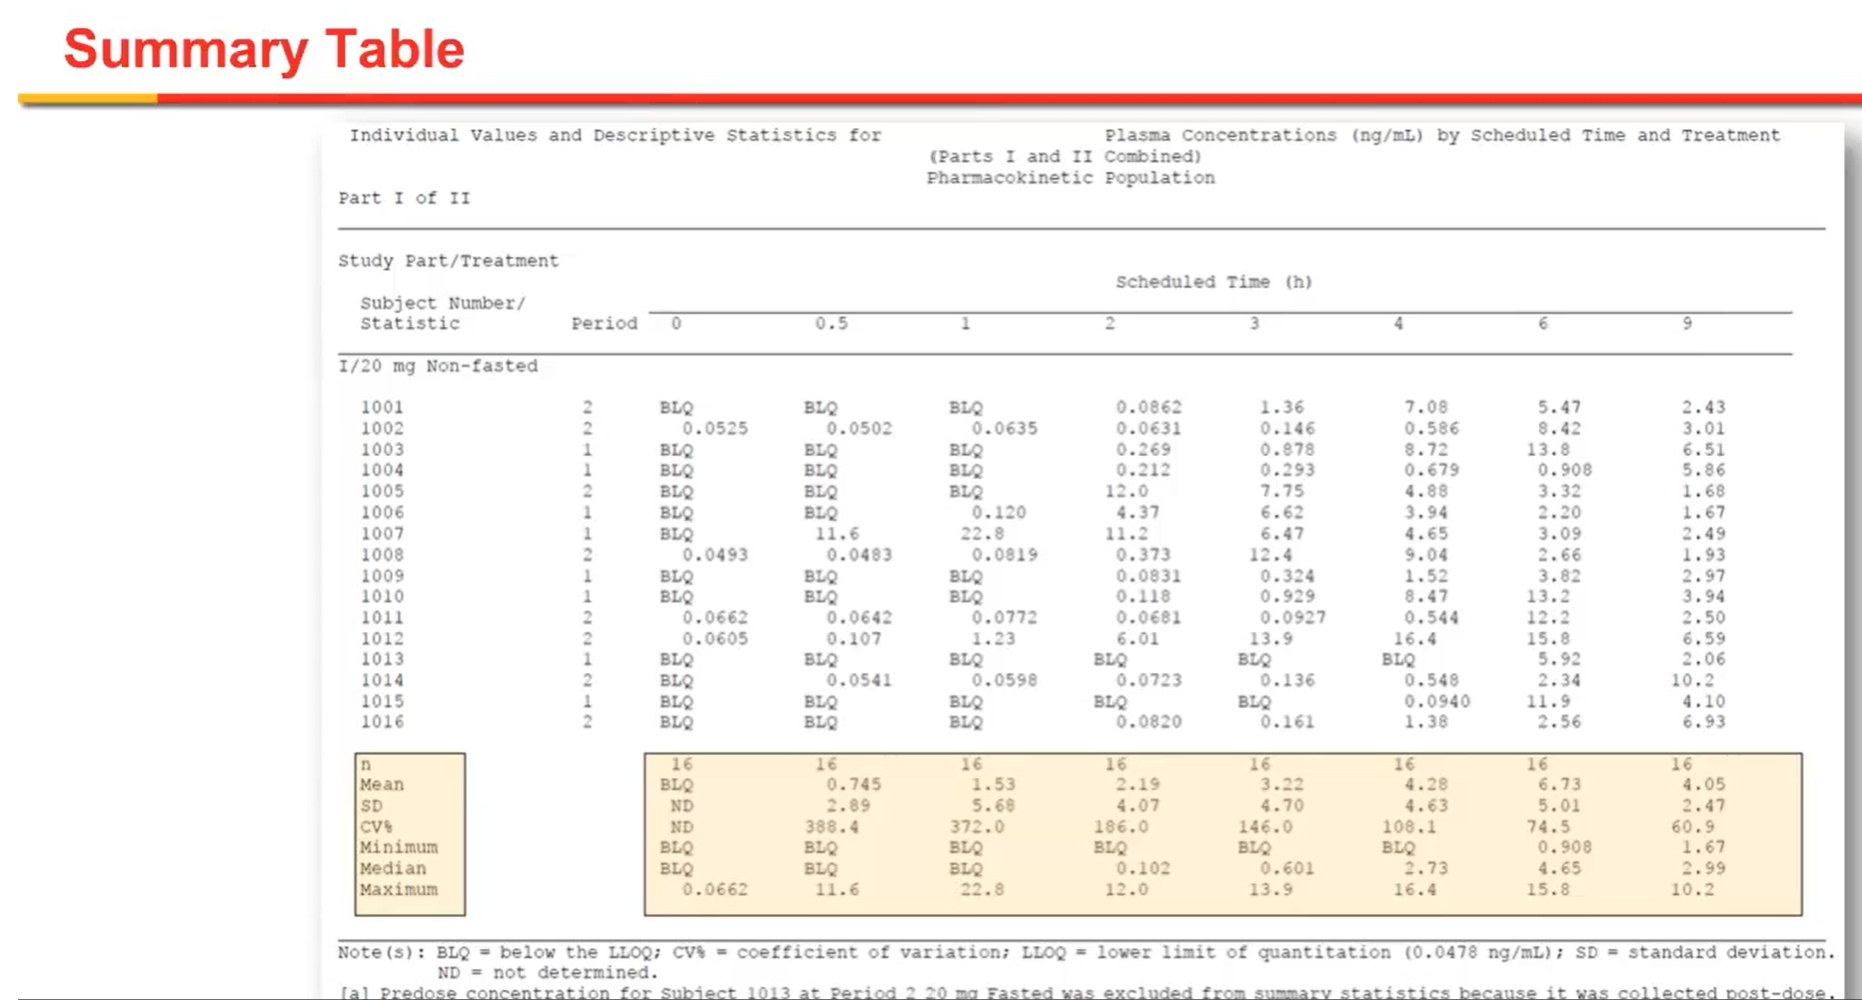 Summary Table
Individual Values and Descriptive Statistics for Plasma Concentrations (ng/mL) by Scheduled Time and Treatment
(Parts I and II Combined)
Pharmacokinetic Population
Part I of II
Study Part/Treatment
Scheduled Time (h)
Subject Number/
Statistic Period 0 0.5 1 2 3 4 6 9
I/20 mg Non-fasted
1001 2 BLQ BLQ BLQ 0.0862 1.36 7.08 5.47 2.43
1002 2 0.0525 0.0502 0.0635 0.0631 0.146 0.586 8.42 3.01
1003 1 BLQ BLQ BLQ 0.269 0.878 8.72 13.8 6.51
1004 1 BLQ BLQ BLQ 0.212 0.293 0.679 0.908 5.86
1005 2 BLQ BLQ BLQ 12.0 7.75 4.88 3.32 1.68
1006 1 BLQ BLQ 0.120 4.37 6.62 3.94 2.20 1.67
1007 1 BLQ 11.6 22.8 11.2 6.47 4.65 3.09 2.49
1008 2 0.0493 0.0483 0.0819 0.373 12.4 9.04 2.66 1.93
1009 1 BLQ BLQ BLQ 0.0831 0.324 1.52 3.82 2.97
1010 1 BLQ BLQ BLQ 0.118 0.929 8.47 13.2 3.94
1011 2 0.0662 0.0642 0.0772 0.0681 0.0927 0.544 12.2 2.50
1012 2 0.0605 0.107 1.23 6.01 13.9 16.4 15.8 6.59
1013 1 BLQ BLQ BLQ BLQ BLQ BLQ 5.92 2.06
1014 2 BLQ 0.0541 0.0598 0.0723 0.136 0.548 2.34 10.2
1015 1 BLQ BLQ BLQ BLQ BLQ 0.0940 11.9 4.10
1016 2 BLQ BLQ BLQ 0.0820 0.161 1.38 2.56 6.93
n 16 16 16 16 16 16 16 16
Mean BLQ 0.745 1.53 2.19 3.22 4.28 6.73 4.05
SD ND 2.89 5.68 4.07 4.70 4.63 5.01 2.47
CV% ND 388.4 372.0 186.0 146.0 108.1 74.5 60.9
Minimum BLQ BLQ BLQ BLQ BLQ BLQ 0.908 1.67
Median BLQ BLQ BLQ 0.102 0.601 2.73 4.65 2.99
Maximum 0.0662 11.6 22.8 12.0 13.9 16.4 15.8 10.2
Note(s): BLQ = below the LLOQ; CV% = coefficient of variation; LLOQ = lower limit of quantitation (0.0478 ng/mL); SD = standard deviation.
ND = not determined.
[a] Predose concentration for Subject 1013 at Period 2 20 mg Fasted was excluded from summary statistics because it was collected post-dose.